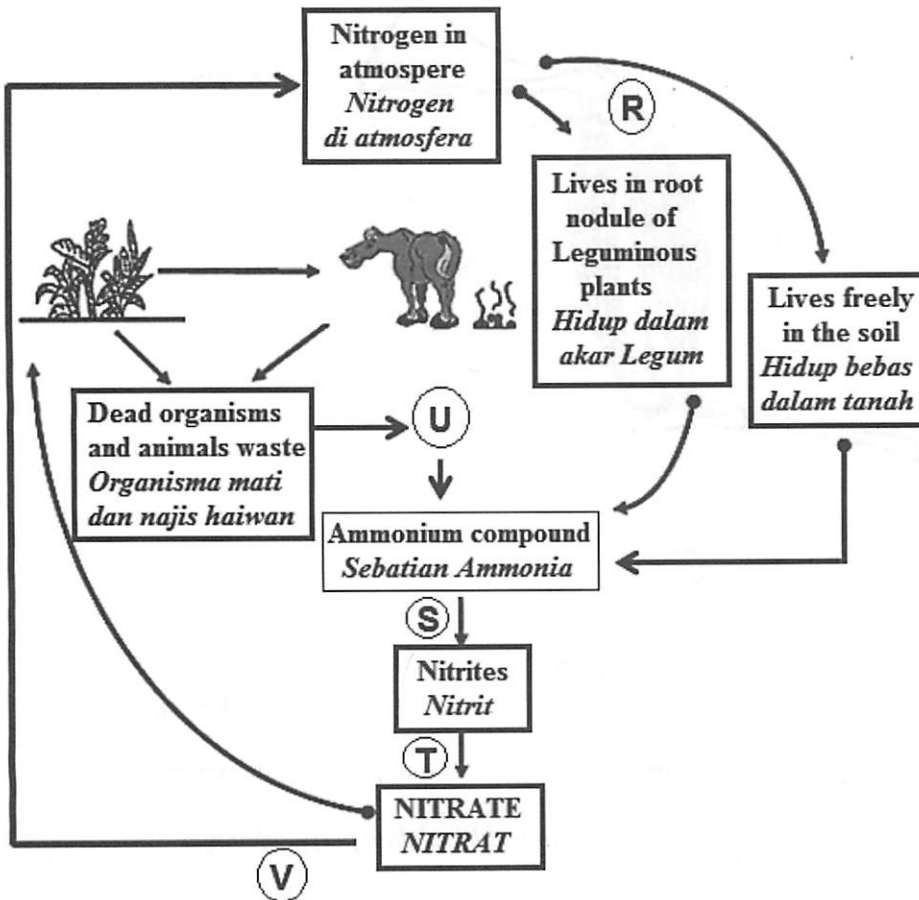 Nitrogen in
atmospere
Nitrogen
di atmosfera
R
Lives in root
nodule of
Leguminous
plants
Hidup dalam
akar Legum
Lives freely
in the soil
Hidup bebas
dalam tanah
Dead organisms
and animals waste
Organisma mati
dan najis haiwan
U
Ammonium compound
Sebatian Ammonia
S
Nitrites
Nitrit
T
NITRATE
NITRAT
V